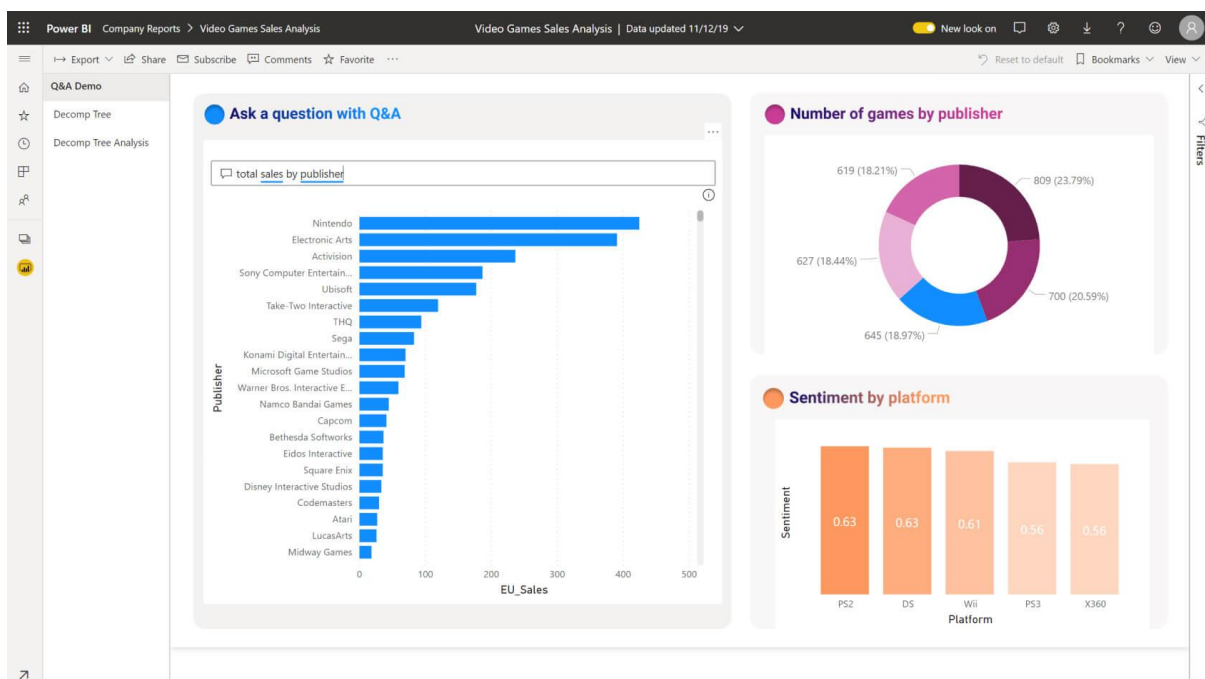 Power BI Company Reports > Video Games Sales Analysis
Video Games Sales Analysis | Data updated 11/12/19
New look on
Export
Share
Subscribe
Comments
Favorite
Reset to default
Bookmarks
View
Q&A Demo
Decomp Tree
Decomp Tree Analysis
Ask a question with Q&A
total sales by publisher
Publisher
Nintendo
Electronic Arts
Activision
Sony Computer Entertain...
Ubisoft
Take-Two Interactive
THQ
Sega
Konami Digital Entertain...
Microsoft Game Studios
Warner Bros. Interactive E...
Namco Bandai Games
Capcom
Bethesda Softworks
Eidos Interactive
Square Enix
Disney Interactive Studios
Codemasters
Atari
LucasArts
Midway Games
0 100 200 300 400 500
EU_Sales
Number of games by publisher
619 (18.21%)
809 (23.79%)
627 (18.44%)
700 (20.59%)
645 (18.97%)
Sentiment by platform
Sentiment
0.63 0.63 0.61 0.56 0.56
PS2 DS Wii PS3 X360
Platform
Filters